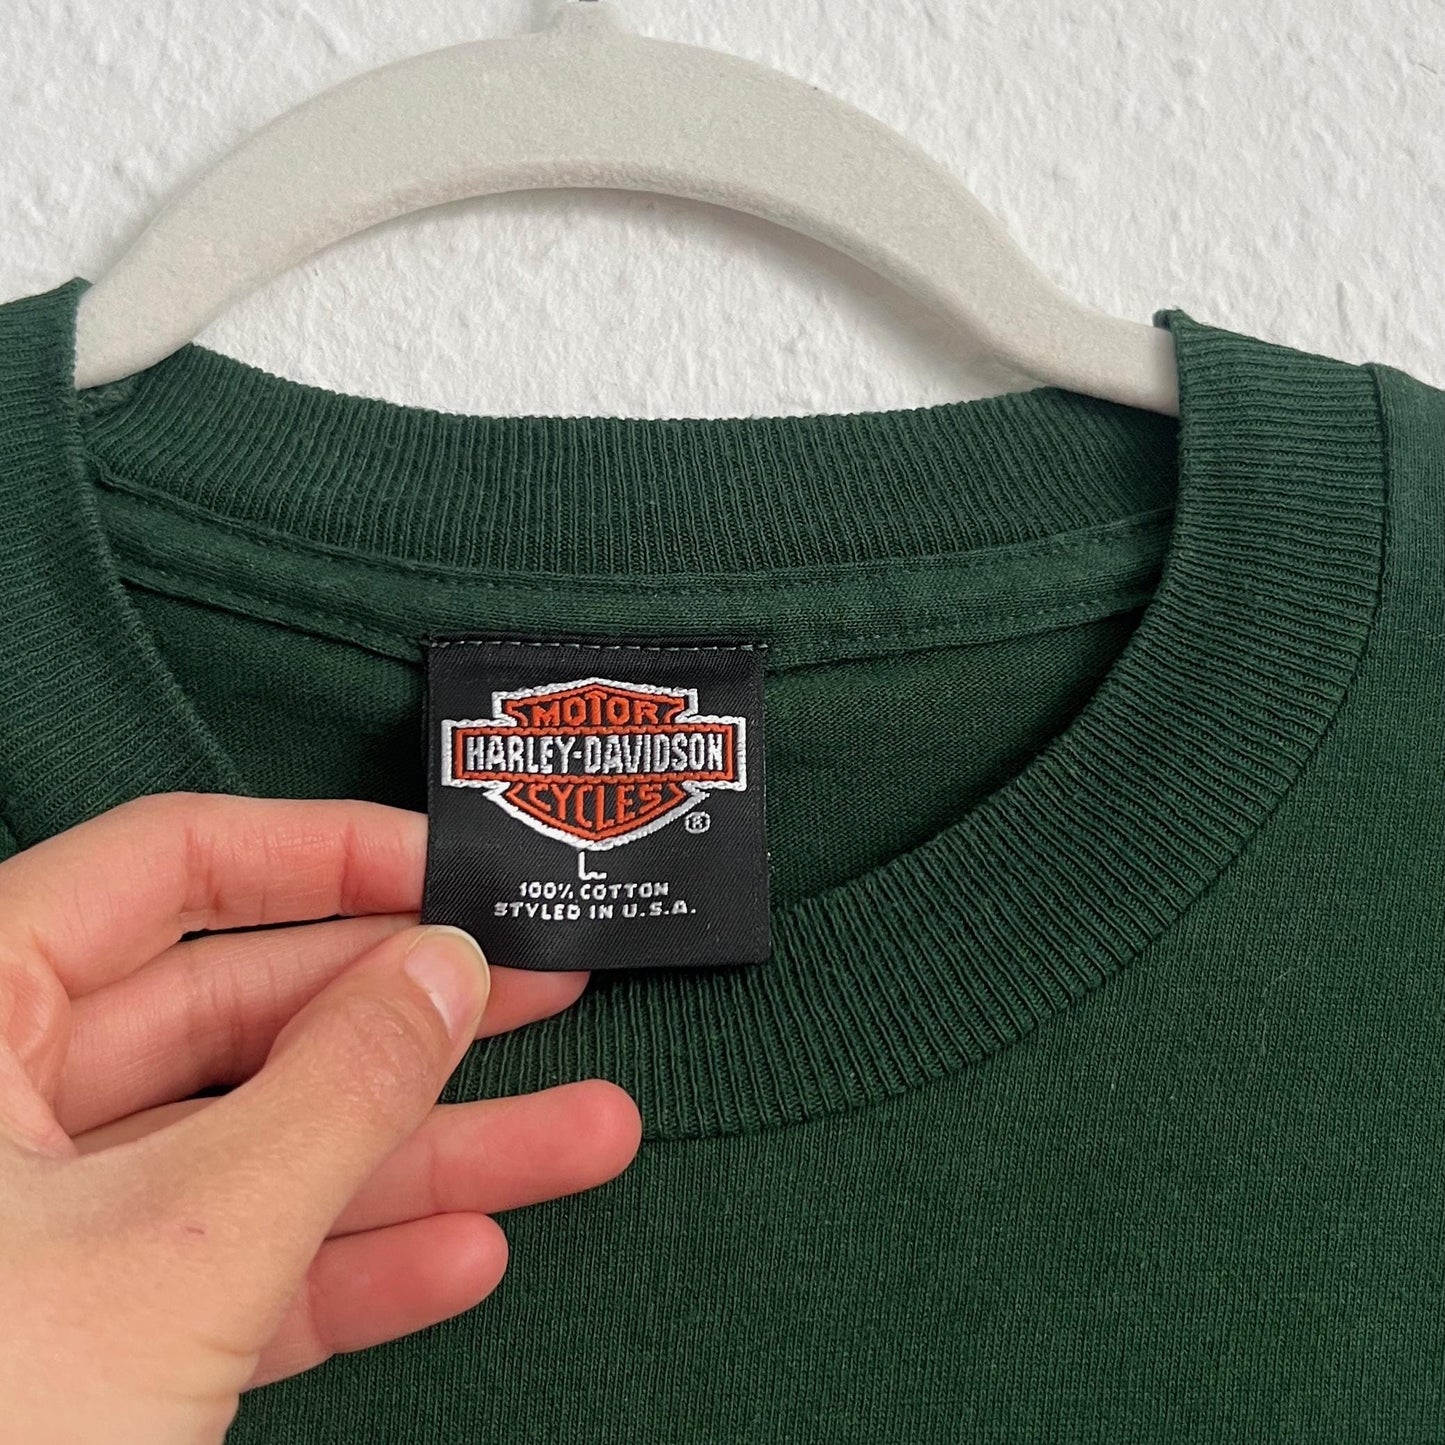 MOTOR
HARLEY-DAVIDSON
CYCLES
®
L
100% COTTON
STYLED IN U.S.A.